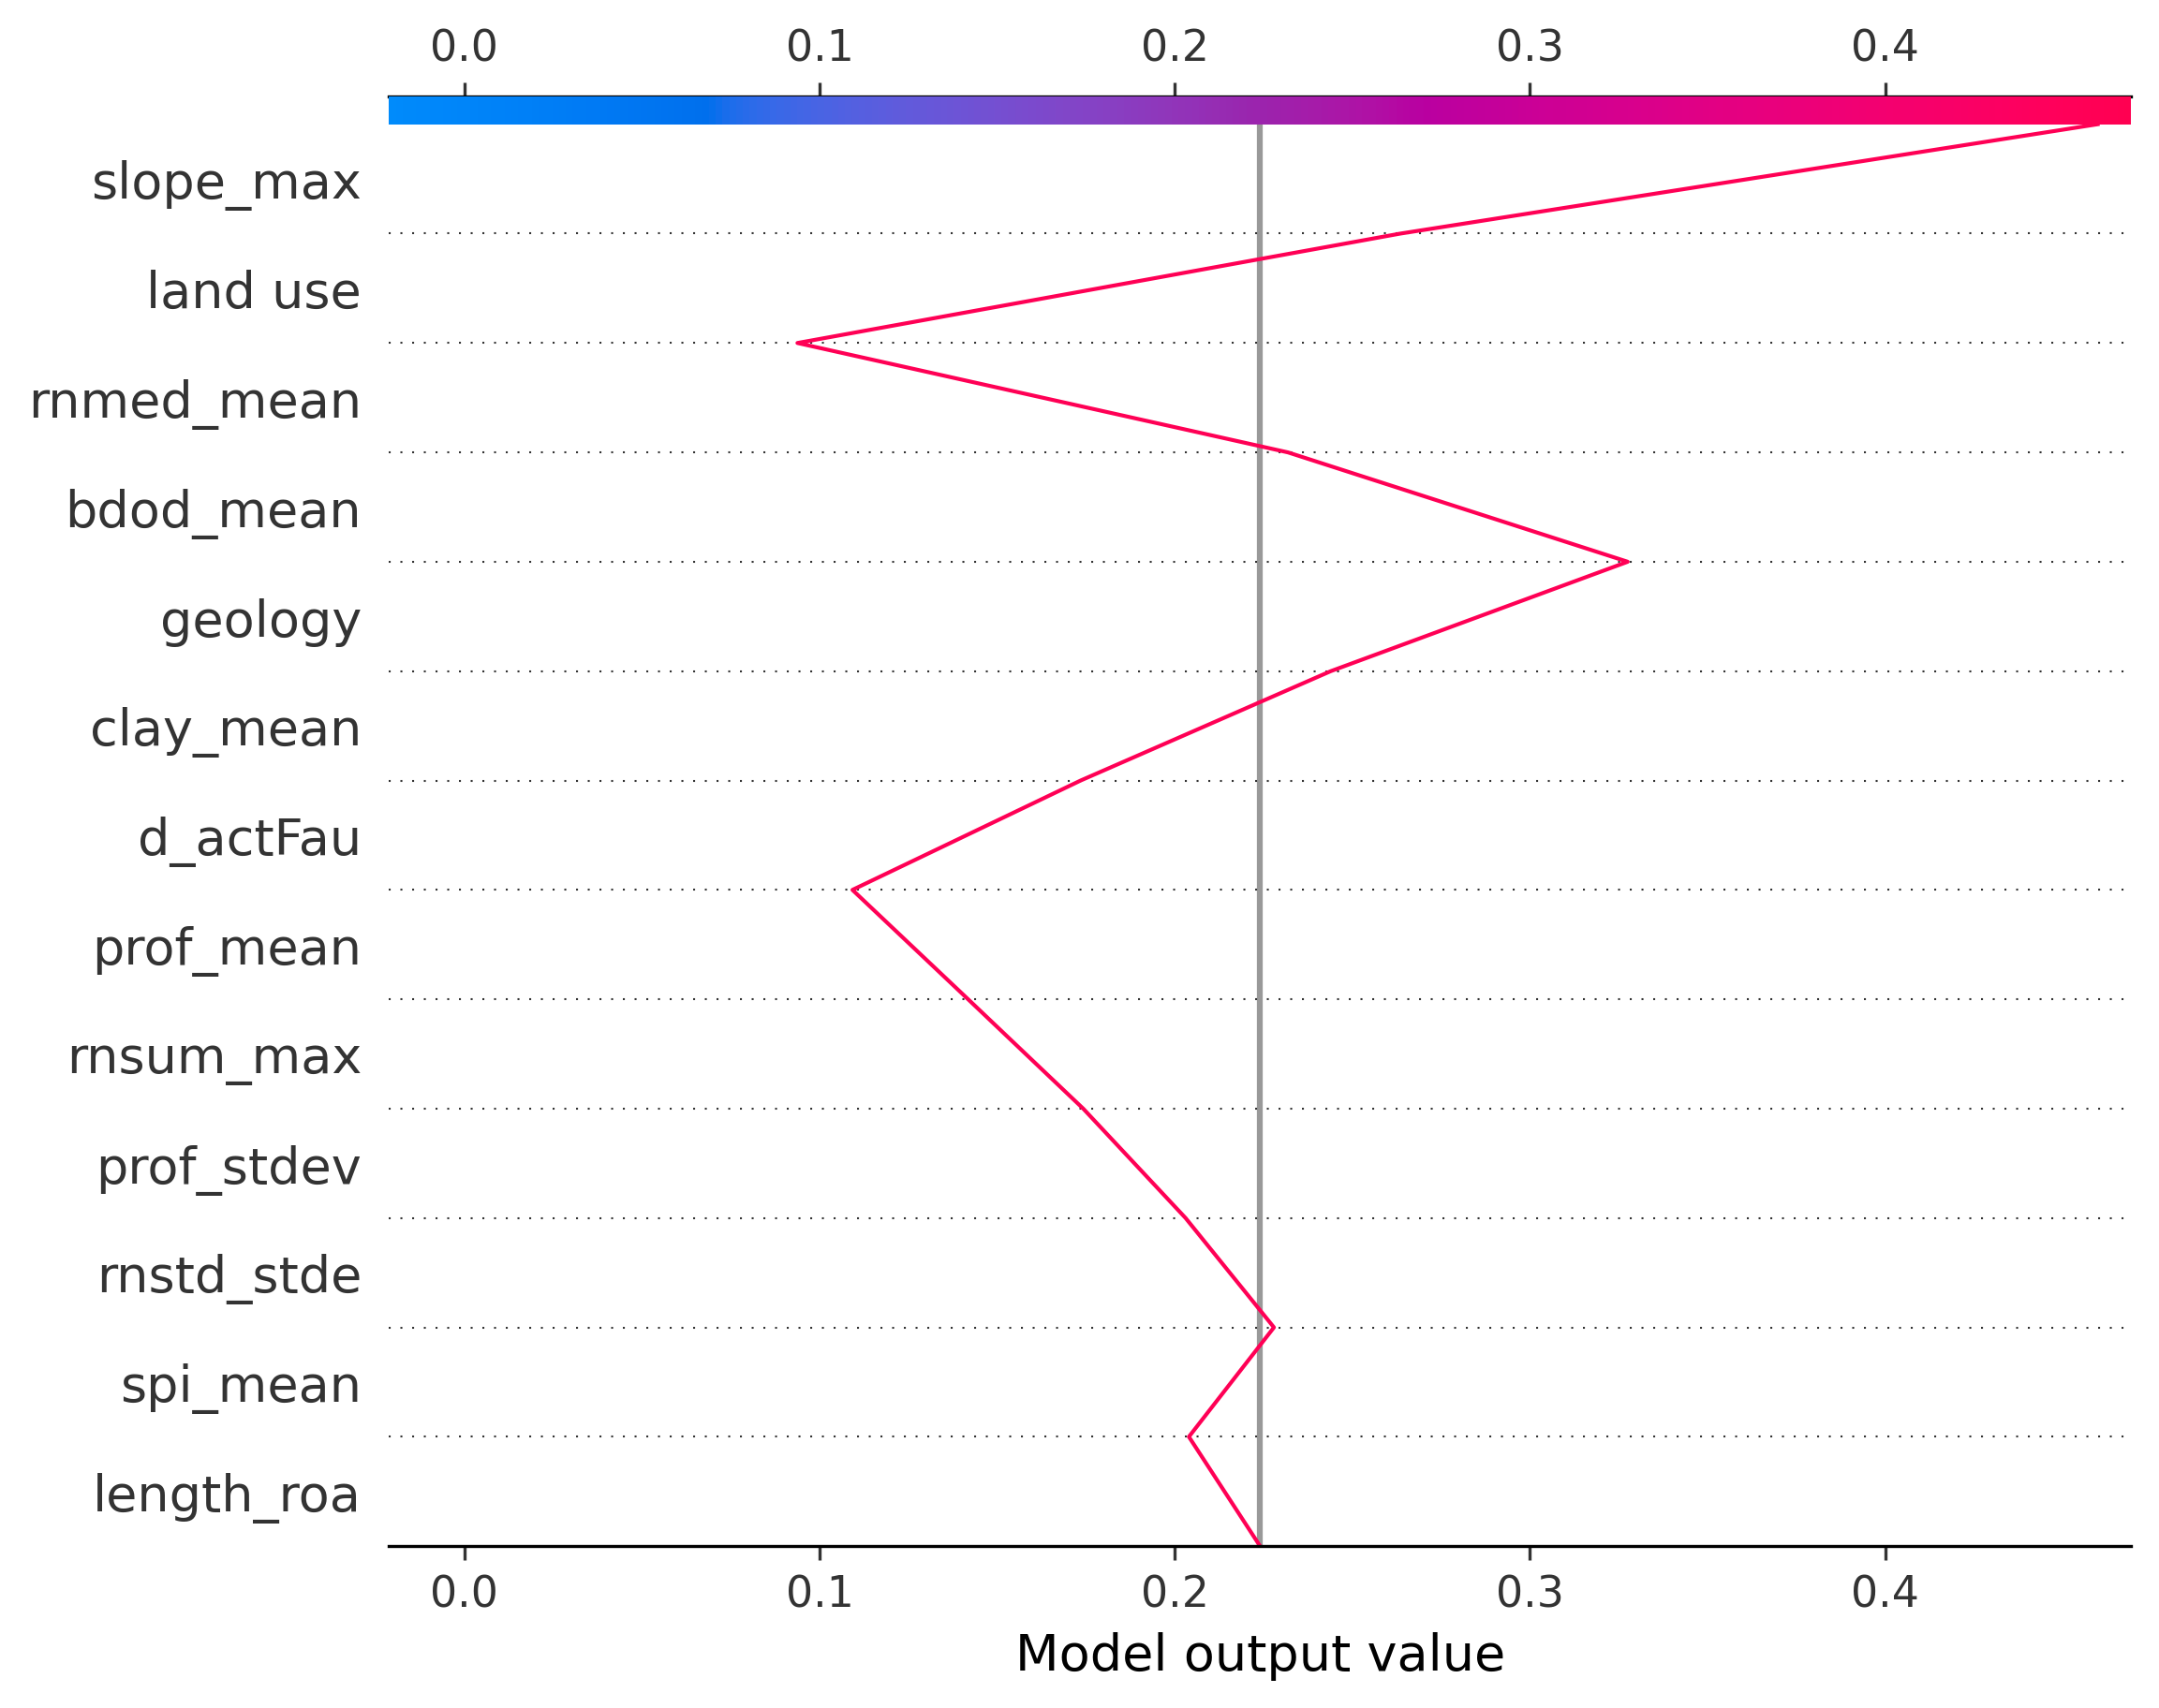 0.0 0.1 0.2 0.3 0.4
slope_max
land use
rnmed_mean
bdod_mean
geology
clay_mean
d_actFau
prof_mean
rnsum_max
prof_stdev
rnstd_stde
spi_mean
length_roa
0.0 0.1 0.2 0.3 0.4
Model output value